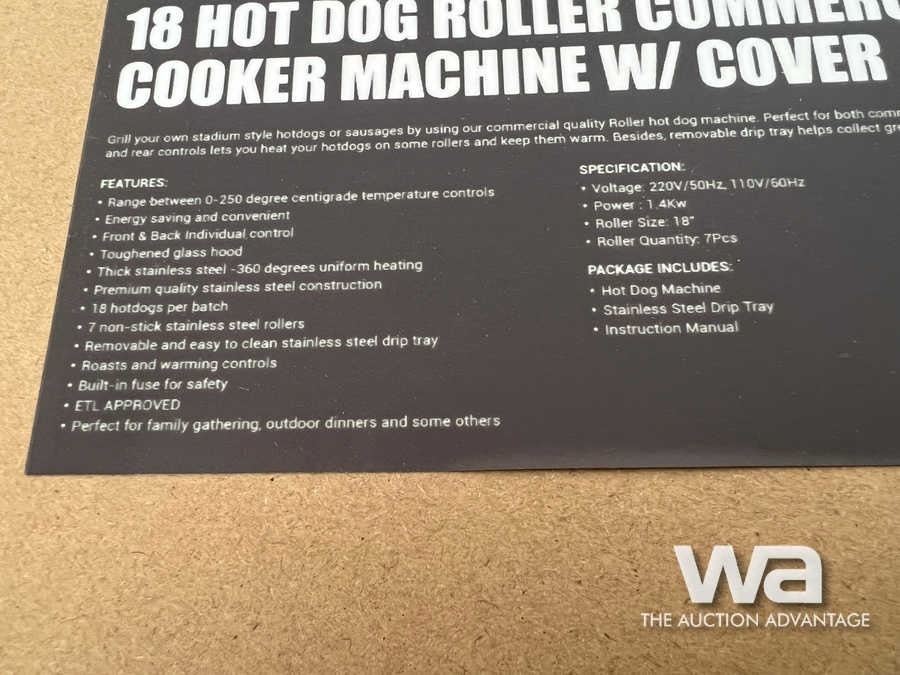 18 HOT DOG ROLLER
COOKER MACHINE W/ COVER
Grill your own stadium style hotdogs or sausages by using our commercial quality Roller hot dog machine. Perfect for both
and rear controls lets you heat your hotdogs on some rollers and keep them warm. Besides, removable drip tray helps collect
FEATURES:
• Range between 0-250 degree centigrade temperature controls
• Energy saving and convenient
• Front & Back Individual control
• Toughened glass hood
• Thick stainless steel -360 degrees uniform heating
• Premium quality stainless steel construction
• 18 hotdogs per batch
• 7 non-stick stainless steel rollers
• Removable and easy to clean stainless steel drip tray
• Roasts and warming controls
• Built-in fuse for safety
• ETL APPROVED
• Perfect for family gathering, outdoor dinners and some others
SPECIFICATION:
• Voltage: 220V/50Hz, 110V/60Hz
• Power : 1.4Kw
• Roller Size: 18"
• Roller Quantity: 7Pcs
PACKAGE INCLUDES:
• Hot Dog Machine
• Stainless Steel Drip Tray
• Instruction Manual
wa
THE AUCTION ADVANTAGE